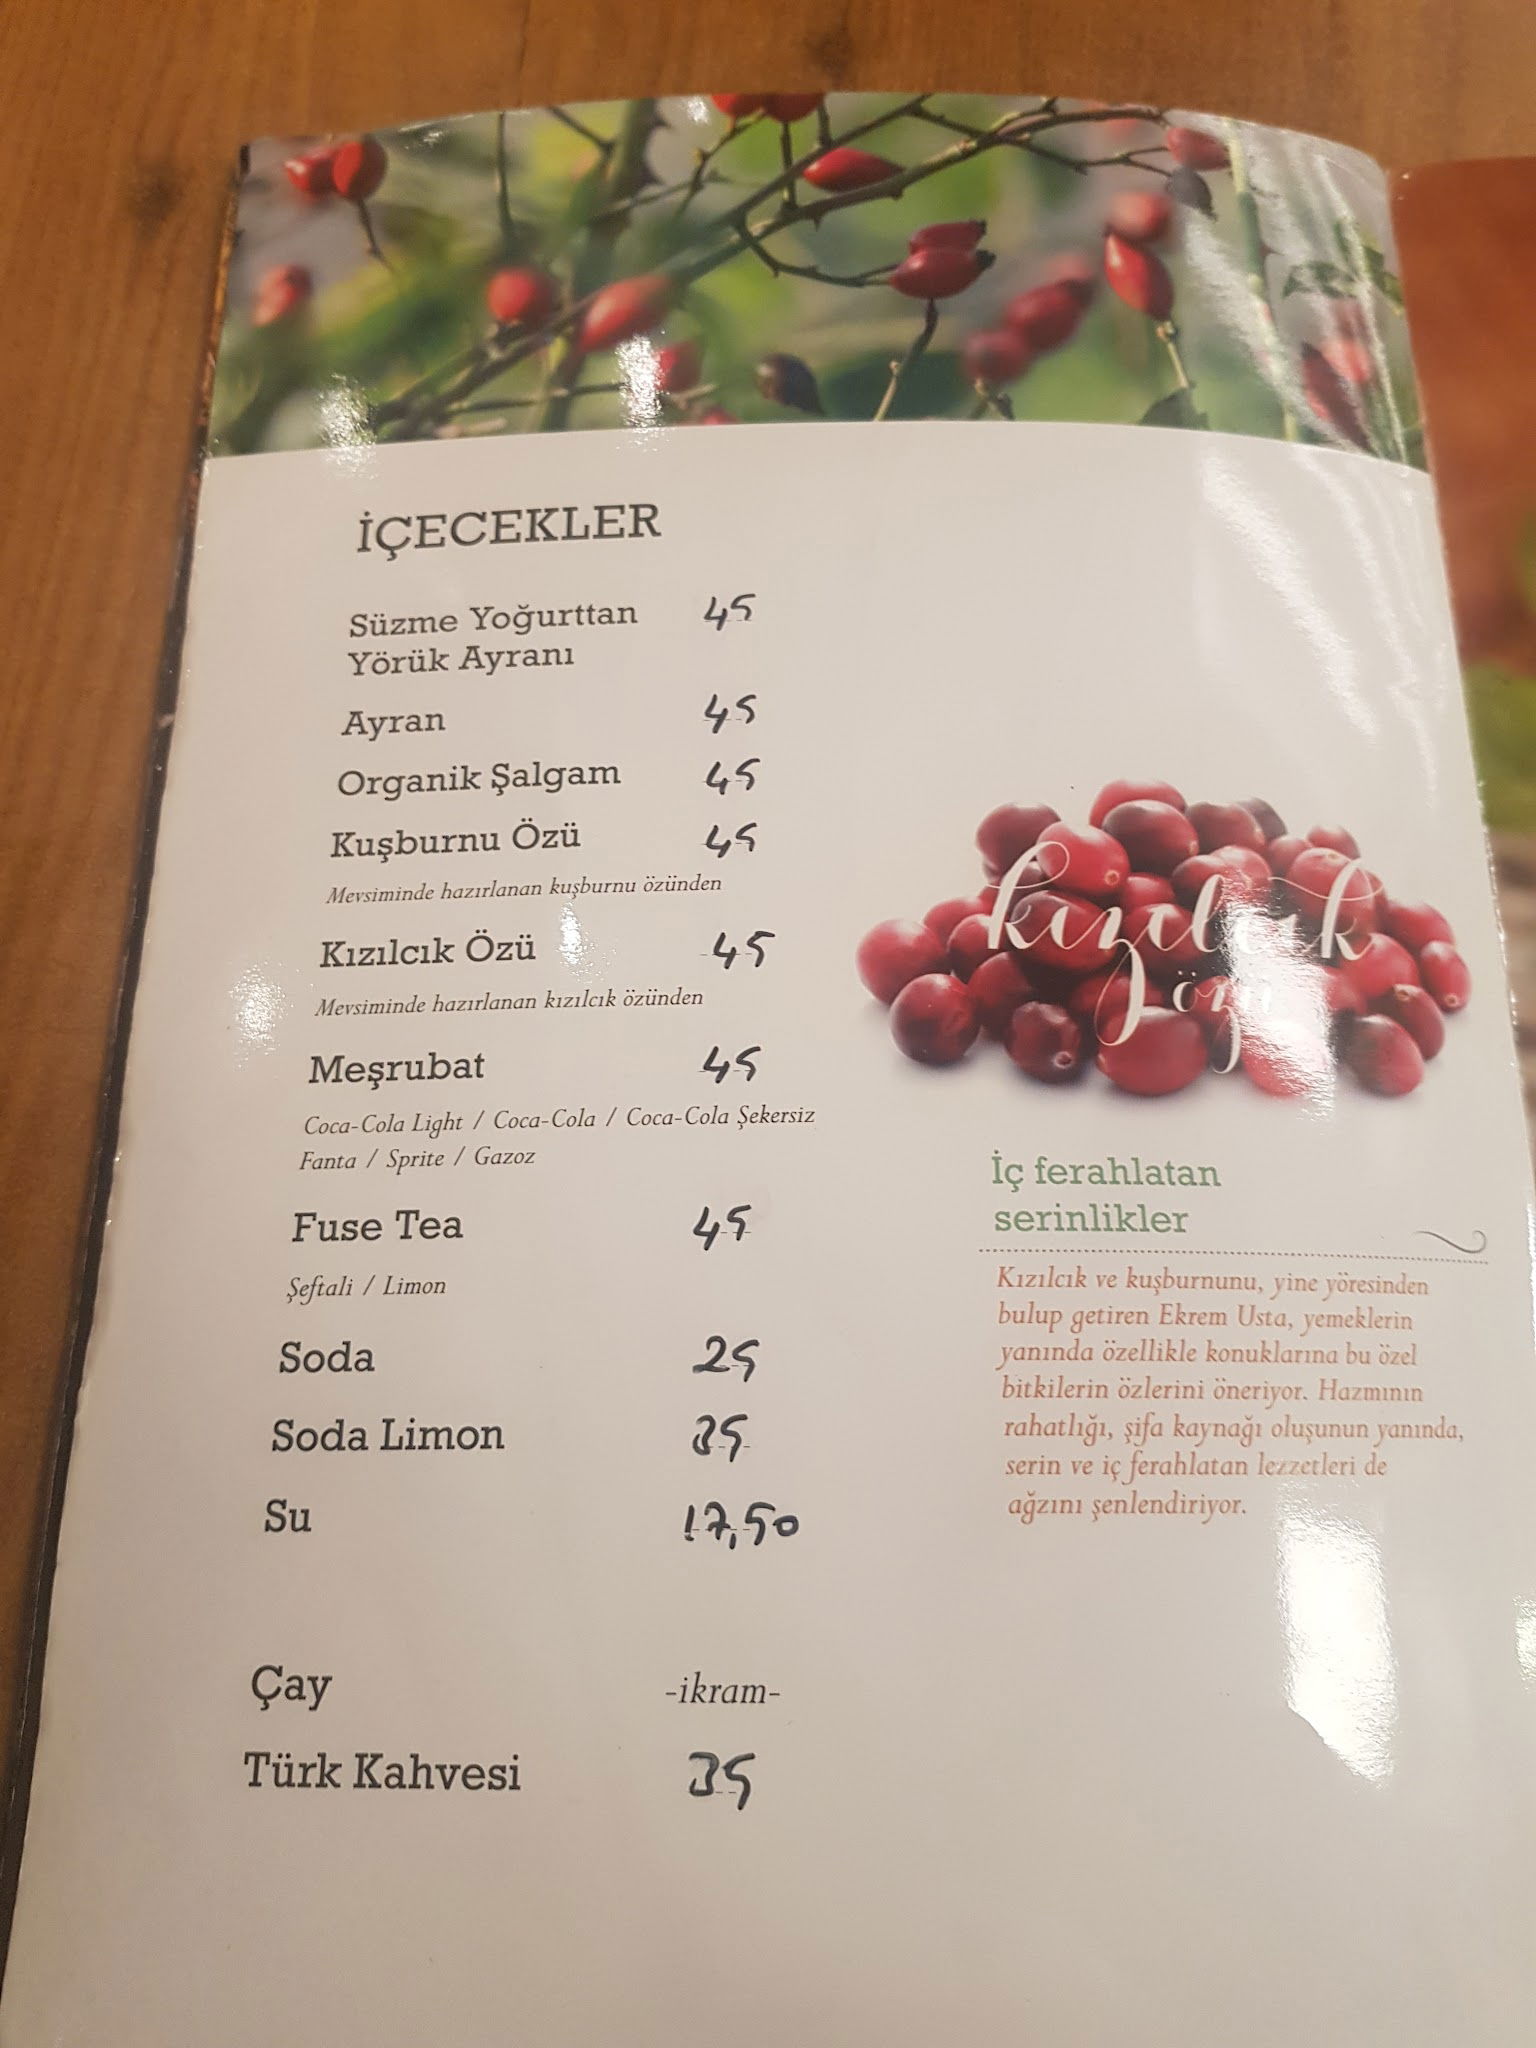 İÇECEKLER
Süzme Yoğurttan 45
Yörük Ayranı
Ayran 45
Organik Şalgam 45
Kuşburnu Özü 45
Mevsiminde hazırlanan kuşburnu özünden
Kızılcık Özü 45
Mevsiminde hazırlanan kızılcık özünden
Meşrubat 45
Coca-Cola Light / Coca-Cola / Coca-Cola Şekersiz
Fanta / Sprite / Gazoz
Fuse Tea 45
Şeftali / Limon
Soda 25
Soda Limon 35
Su 17,50
Çay -ikram-
Türk Kahvesi 35
kızılcık
özü
İç ferahlatan
serinlikler
Kızılcık ve kuşburnunu, yine yöresinden
bulup getiren Ekrem Usta, yemeklerin
yanında özellikle konuklarına bu özel
bitkilerin özlerini öneriyor. Hazmının
rahatlığı, şifa kaynağı oluşunun yanında,
serin ve iç ferahlatan lezzetleri de
ağzını şenlendiriyor.